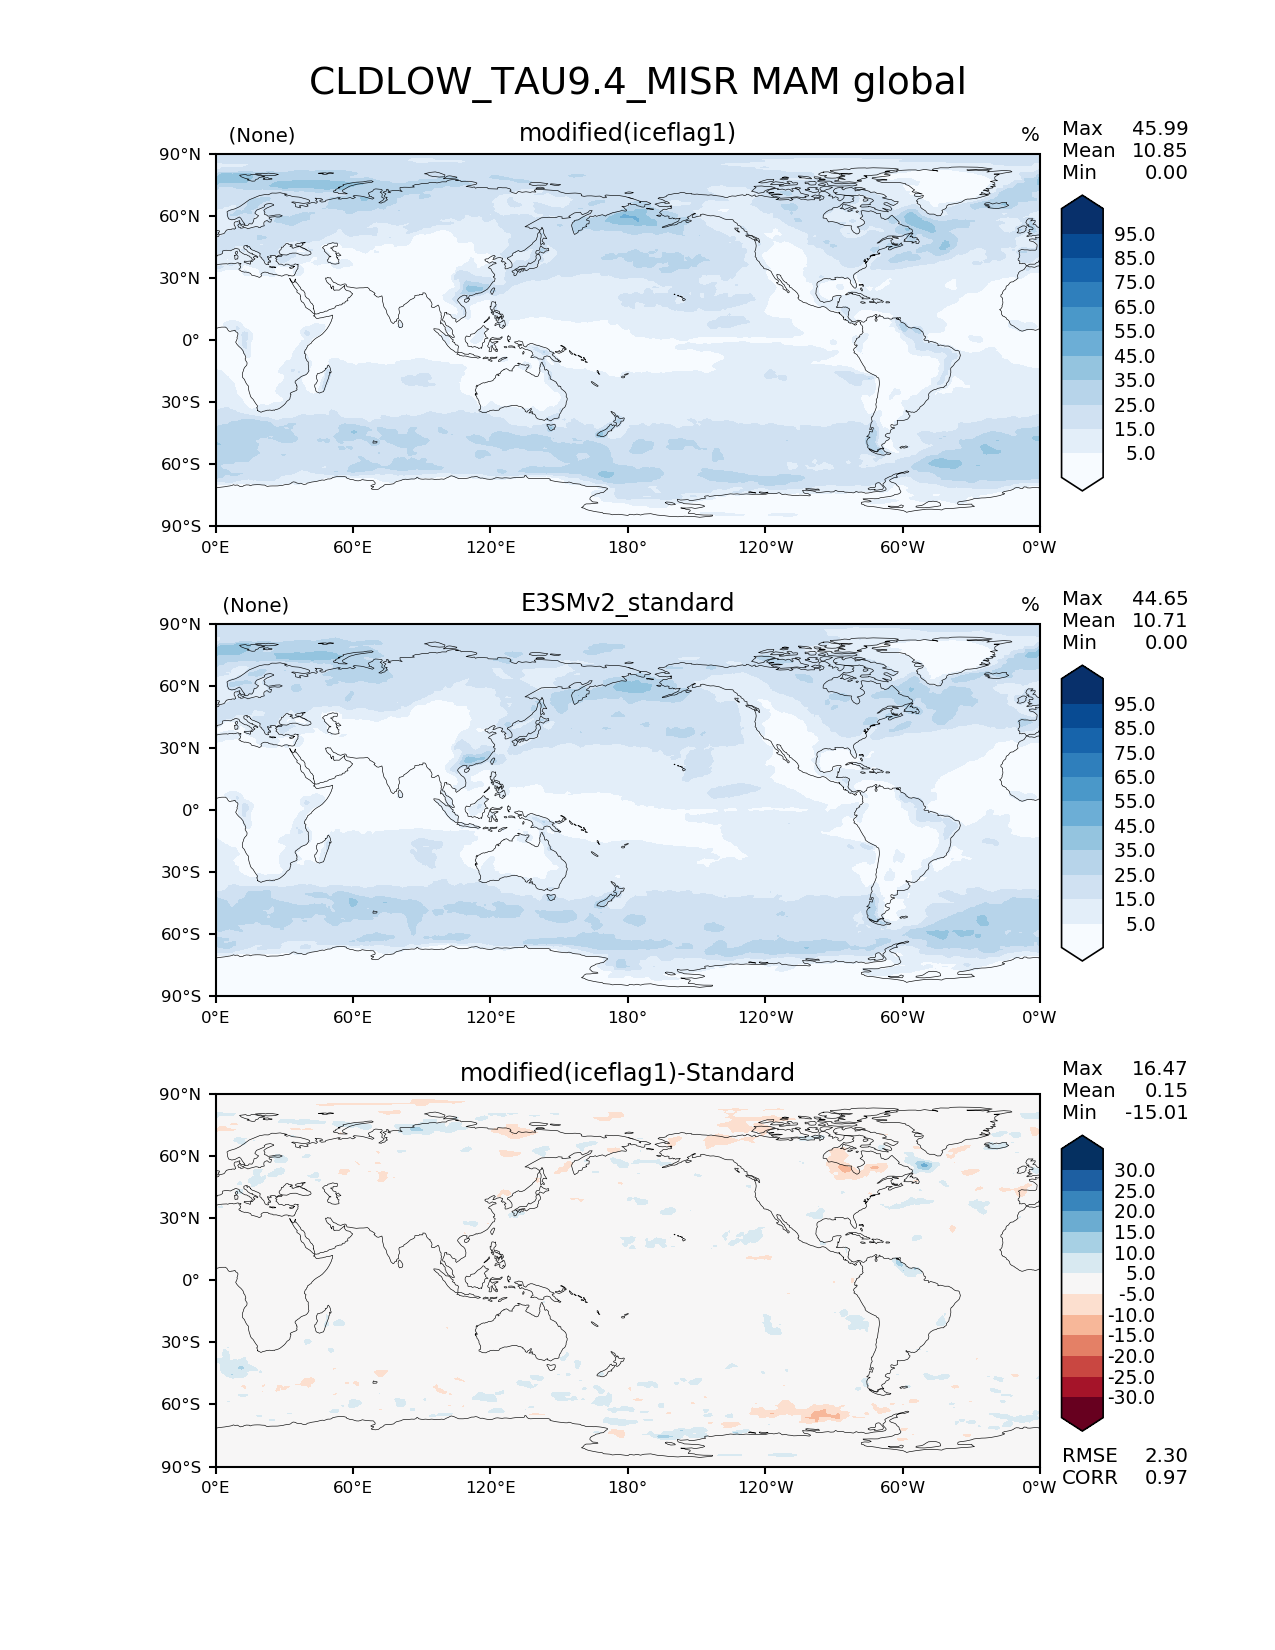 CLDLOW_TAU9.4_MISR MAM global
(None) modified(iceflag1) %
Max 45.99
Mean 10.85
Min 0.00
90°N
60°N
30°N
0°
30°S
60°S
90°S
0°E 60°E 120°E 180° 120°W 60°W 0°W
95.0
85.0
75.0
65.0
55.0
45.0
35.0
25.0
15.0
5.0
(None) E3SMv2_standard %
Max 44.65
Mean 10.71
Min 0.00
90°N
60°N
30°N
0°
30°S
60°S
90°S
0°E 60°E 120°E 180° 120°W 60°W 0°W
95.0
85.0
75.0
65.0
55.0
45.0
35.0
25.0
15.0
5.0
modified(iceflag1)-Standard
Max 16.47
Mean 0.15
Min -15.01
90°N
60°N
30°N
0°
30°S
60°S
90°S
0°E 60°E 120°E 180° 120°W 60°W 0°W
30.0
25.0
20.0
15.0
10.0
5.0
-5.0
-10.0
-15.0
-20.0
-25.0
-30.0
RMSE 2.30
CORR 0.97